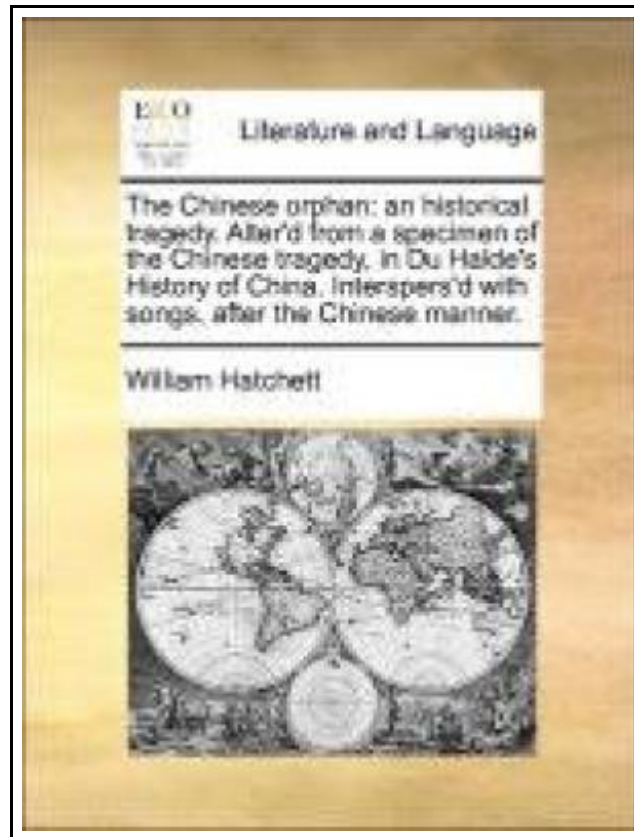 Literature and Language
The Chinese orphan: an historical
tragedy. Alter'd from a specimen of
the Chinese tragedy, in Du Halde's
History of China. Interspers'd with
songs, after the Chinese manner.
William Hatchett